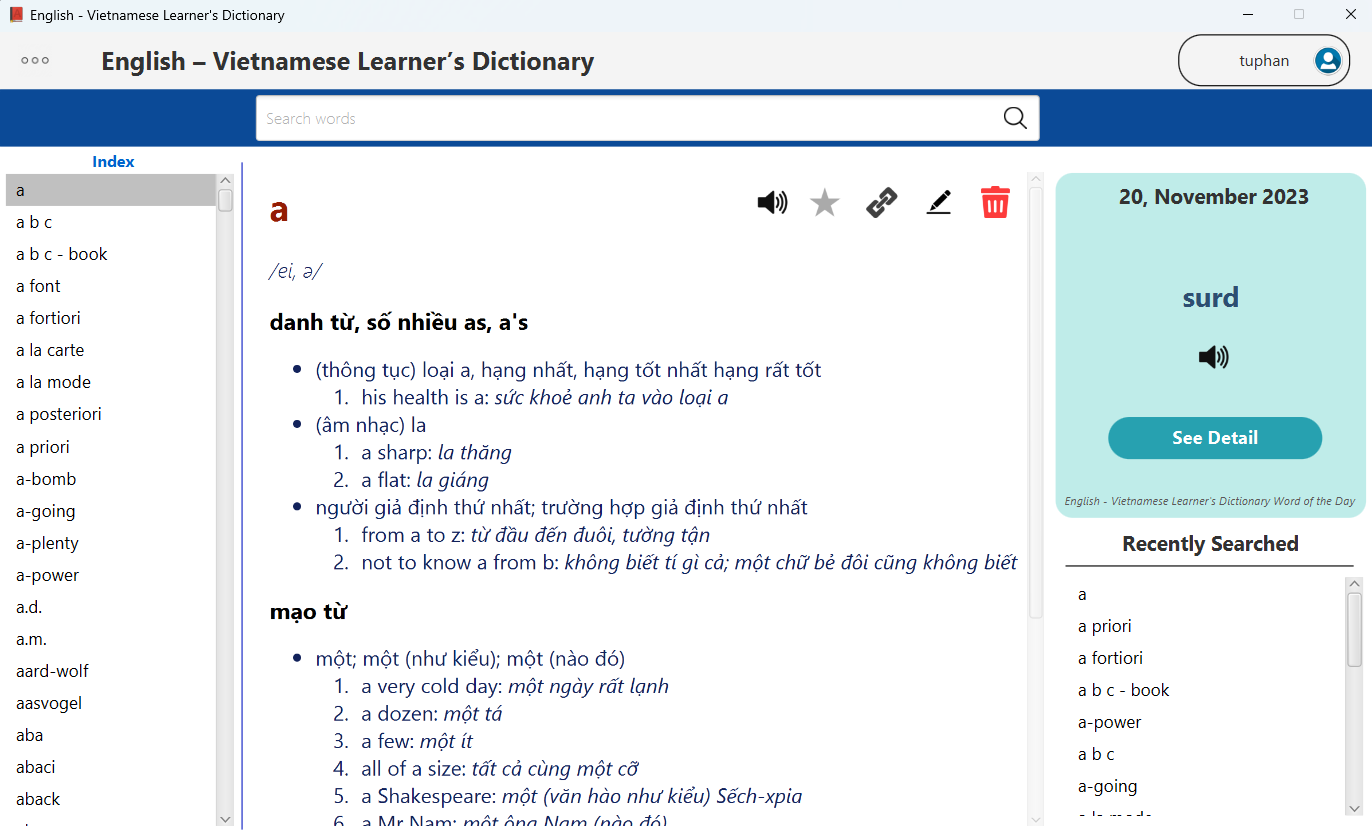 English - Vietnamese Learner's Dictionary
English – Vietnamese Learner’s Dictionary
tuphan
Search words
Index
a
a b c
a b c - book
a font
a fortiori
a la carte
a la mode
a posteriori
a priori
a-bomb
a-going
a-plenty
a-power
a.d.
a.m.
aard-wolf
aasvogel
aba
abaci
aback
a
/ei, ə/
danh từ, số nhiều as, a's
(thông tục) loại a, hạng nhất, hạng tốt nhất hạng rất tốt
1. his health is a: sức khoẻ anh ta vào loại a
(âm nhạc) la
1. a sharp: la thăng
2. a flat: la giáng
người giả định thứ nhất; trường hợp giả định thứ nhất
1. from a to z: từ đầu đến đuôi, tường tận
2. not to know a from b: không biết tí gì cả; một chữ bẻ đôi cũng không biết
mạo từ
một; một (như kiểu); một (nào đó)
1. a very cold day: một ngày rất lạnh
2. a dozen: một tá
3. a few: một ít
4. all of a size: tất cả cùng một cỡ
5. a Shakespeare: một (văn hào như kiểu) Sếch-xpia
6. a Mr Nam: một ông Nam (nào đó)
20, November 2023
surd
See Detail
English - Vietnamese Learner's Dictionary Word of the Day
Recently Searched
a
a priori
a fortiori
a b c - book
a-power
a b c
a-going
a la mode